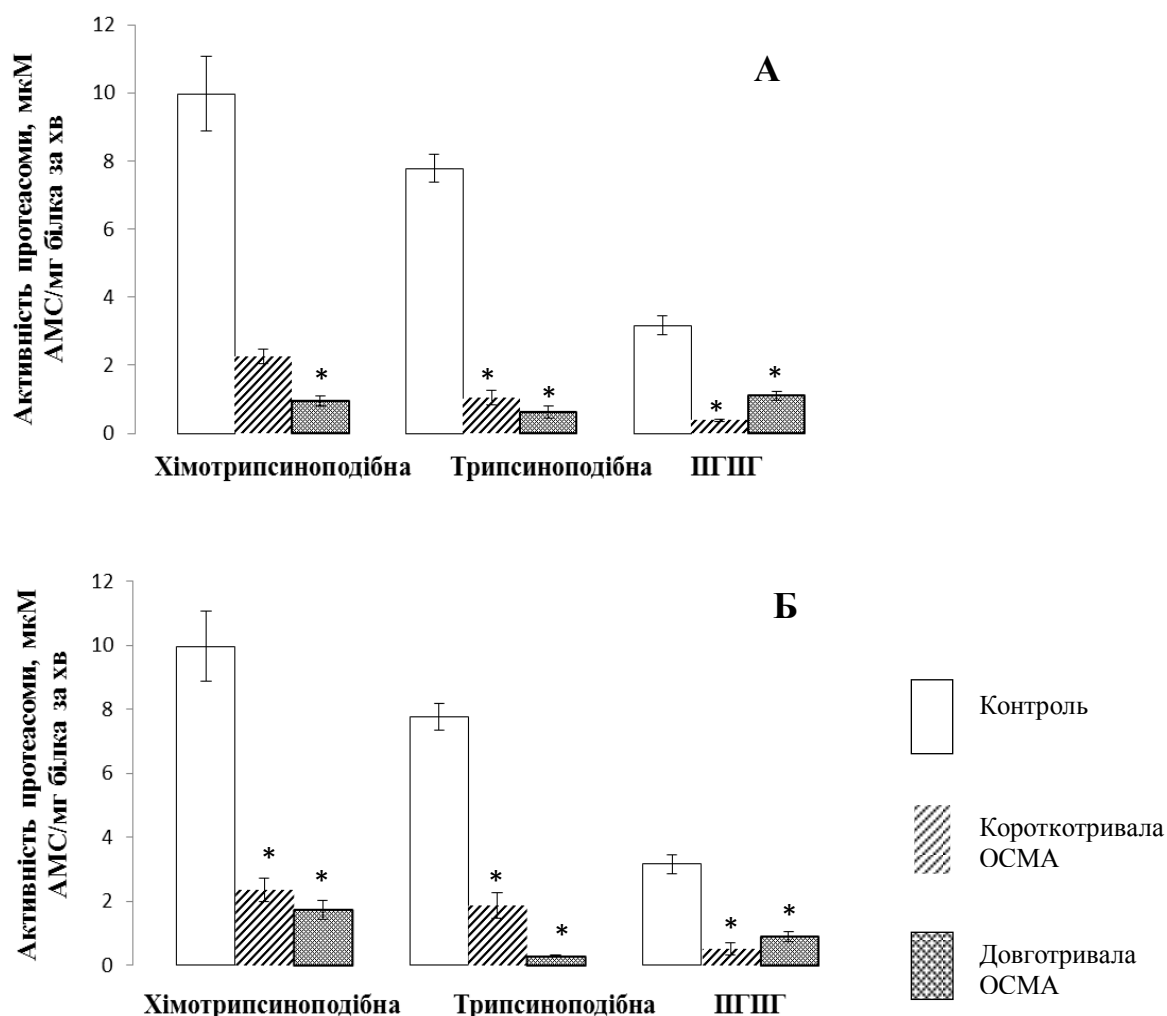 Активність протеасоми, мкМ
АМС/мг білка за хв
12
10
8
6
4
2
0
А
*
*
*
*
*
Хімотрипсиноподібна
Трипсиноподібна
ПГПГ
Активність протеасоми, мкМ
АМС/мг білка за хв
12
10
8
6
4
2
0
Б
*
*
*
*
*
*
Хімотрипсиноподібна
Трипсиноподібна
ПГПГ
Контроль
Короткотривала
ОСМА
Довготривала
ОСМА